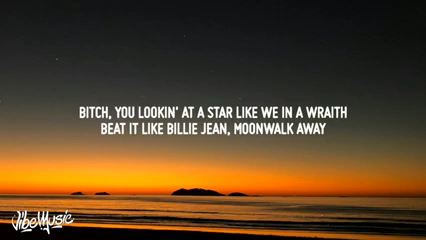 BITCH, YOU LOOKIN' AT A STAR LIKE WE IN A WRAITH
BEAT IT LIKE BILLIE JEAN, MOONWALK AWAY
VibeMusic